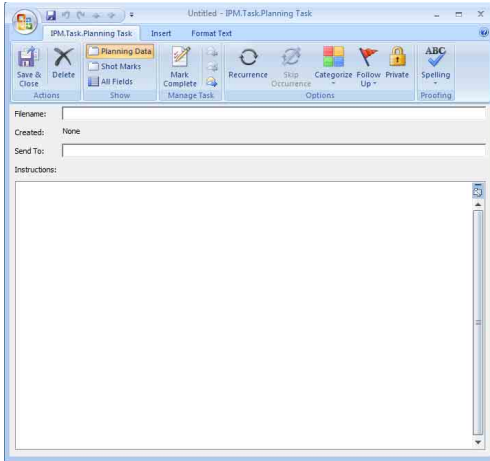 Untitled - IPM.Task.Planning Task
IPM.Task.Planning Task Insert Format Text
Save & Close
Delete
Planning Data
Shot Marks
All Fields
Mark Complete
Recurrence
Skip Occurrence
Categorize
Follow Up
Private
ABC
Spelling
Actions Show Manage Task Options Proofing
Filename:
Created: None
Send To:
Instructions: